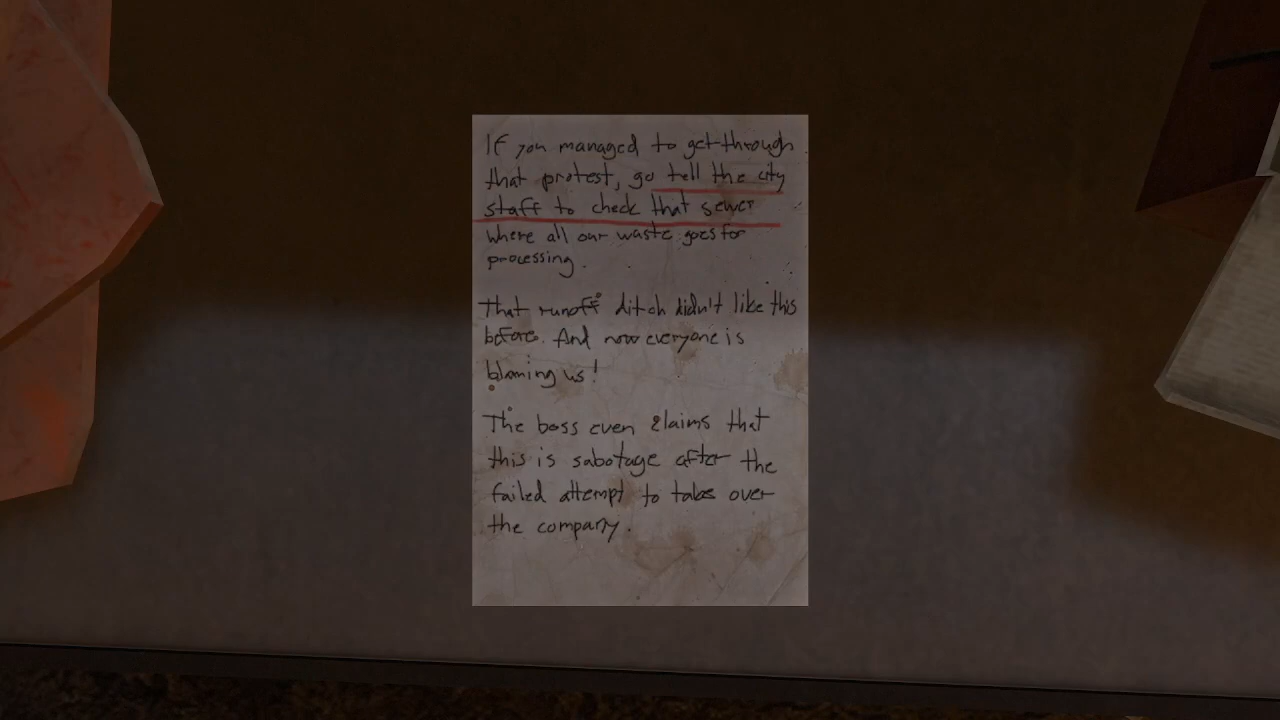 If you managed to get through
that protest, go tell the city
staff to check that sewer
where all our waste goes for
processing.
That runoff ditch didn't like this
before. And now everyone is
blaming us!
The boss even claims that
this is sabotage after the
failed attempt to take over
the company.